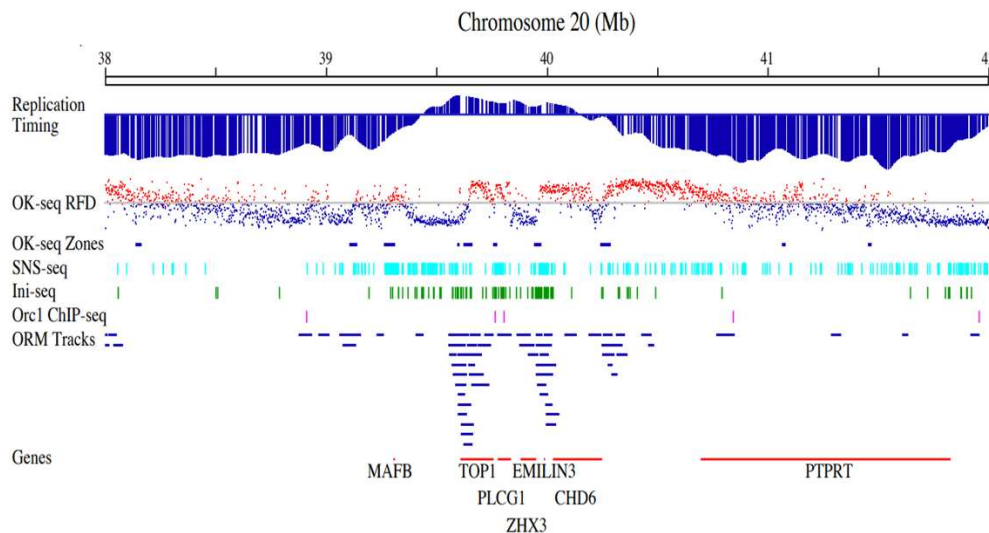 Chromosome 20 (Mb)
38 39 40 41
Replication
Timing
OK-seq RFD
OK-seq Zones
SNS-seq
Ini-seq
Orc1 ChIP-seq
ORM Tracks
Genes
MAFB TOP1 EMILIN3 PTPRT
PLCG1 CHD6
ZHX3